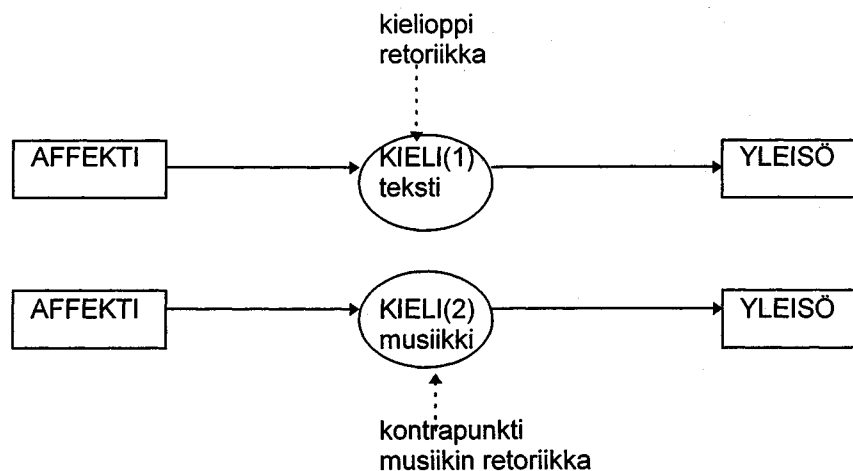 kielioppi
retoriikka
AFFEKTI
KIELI(1)
teksti
YLEISÖ
AFFEKTI
KIELI(2)
musiikki
YLEISÖ
kontrapunkti
musiikin retoriikka